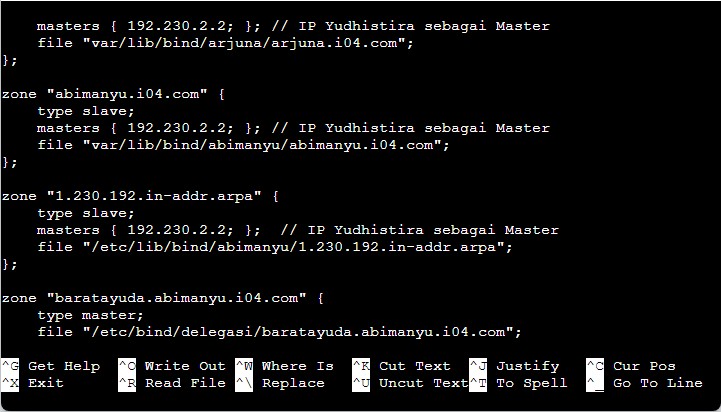 masters { 192.230.2.2; }; // IP Yudhistira sebagai Master
    file "var/lib/bind/arjuna/arjuna.i04.com";
};

zone "abimanyu.i04.com" {
    type slave;
    masters { 192.230.2.2; }; // IP Yudhistira sebagai Master
    file "var/lib/bind/abimanyu/abimanyu.i04.com";
};

zone "1.230.192.in-addr.arpa" {
    type slave;
    masters { 192.230.2.2; };  // IP Yudhistira sebagai Master
    file "/etc/lib/bind/abimanyu/1.230.192.in-addr.arpa";
};

zone "baratayuda.abimanyu.i04.com" {
    type master;
    file "/etc/bind/delegasi/baratayuda.abimanyu.i04.com";

^G Get Help  ^O Write Out ^W Where Is  ^K Cut Text  ^J Justify   ^C Cur Pos
^X Exit      ^R Read File ^\ Replace   ^U Uncut Text^T To Spell  ^_ Go To Line